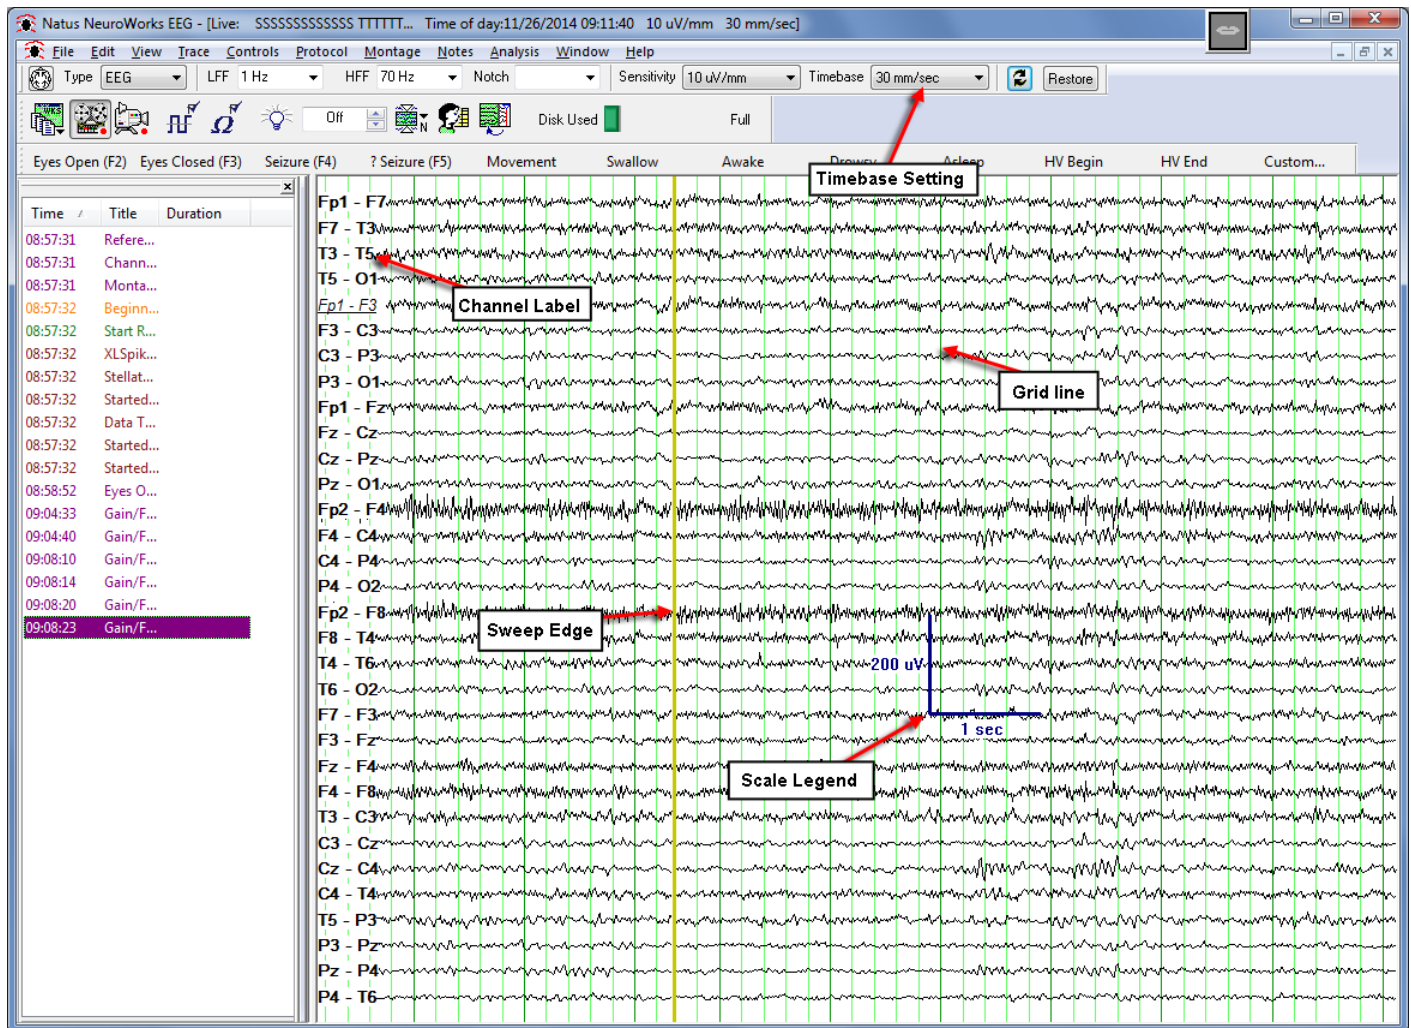 Natus NeuroWorks EEG - [Live: SSSSSSSSSSSSS TTTTTT... Time of day:11/26/2014 09:11:40 10 uV/mm 30 mm/sec]
File Edit View Trace Controls Protocol Montage Notes Analysis Window Help
Type EEG LFF 1 Hz HFF 70 Hz Notch Sensitivity 10 uV/mm Timebase 30 mm/sec Restore
WKS Off N Disk Used Full
Eyes Open (F2) Eyes Closed (F3) Seizure (F4) ? Seizure (F5) Movement Swallow Awake Drowsy Asleep HV Begin HV End Custom...
Timebase Setting
Time Title Duration
08:57:31 Refere...
08:57:31 Chann...
08:57:31 Monta...
08:57:32 Beginn...
08:57:32 Start R...
08:57:32 XLSpik...
08:57:32 Stellat...
08:57:32 Started...
08:57:32 Data T...
08:57:32 Started...
08:57:32 Started...
08:58:52 Eyes O...
09:04:33 Gain/F...
09:04:40 Gain/F...
09:08:10 Gain/F...
09:08:14 Gain/F...
09:08:20 Gain/F...
09:08:23 Gain/F...
Fp1 - F7
F7 - T3
T3 - T5
T5 - O1
Channel Label
Fp1 - F3
F3 - C3
C3 - P3
Grid line
P3 - O1
Fp1 - Fz
Fz - Cz
Cz - Pz
Pz - O1
Fp2 - F4
F4 - C4
C4 - P4
P4 - O2
Fp2 - F8
Sweep Edge
F8 - T4
T4 - T6
200 uV
T6 - O2
F7 - F3
1 sec
F3 - Fz
Fz - F4
Scale Legend
F4 - F8
T3 - C3
C3 - Cz
Cz - C4
C4 - T4
T5 - P3
P3 - Pz
Pz - P4
P4 - T6